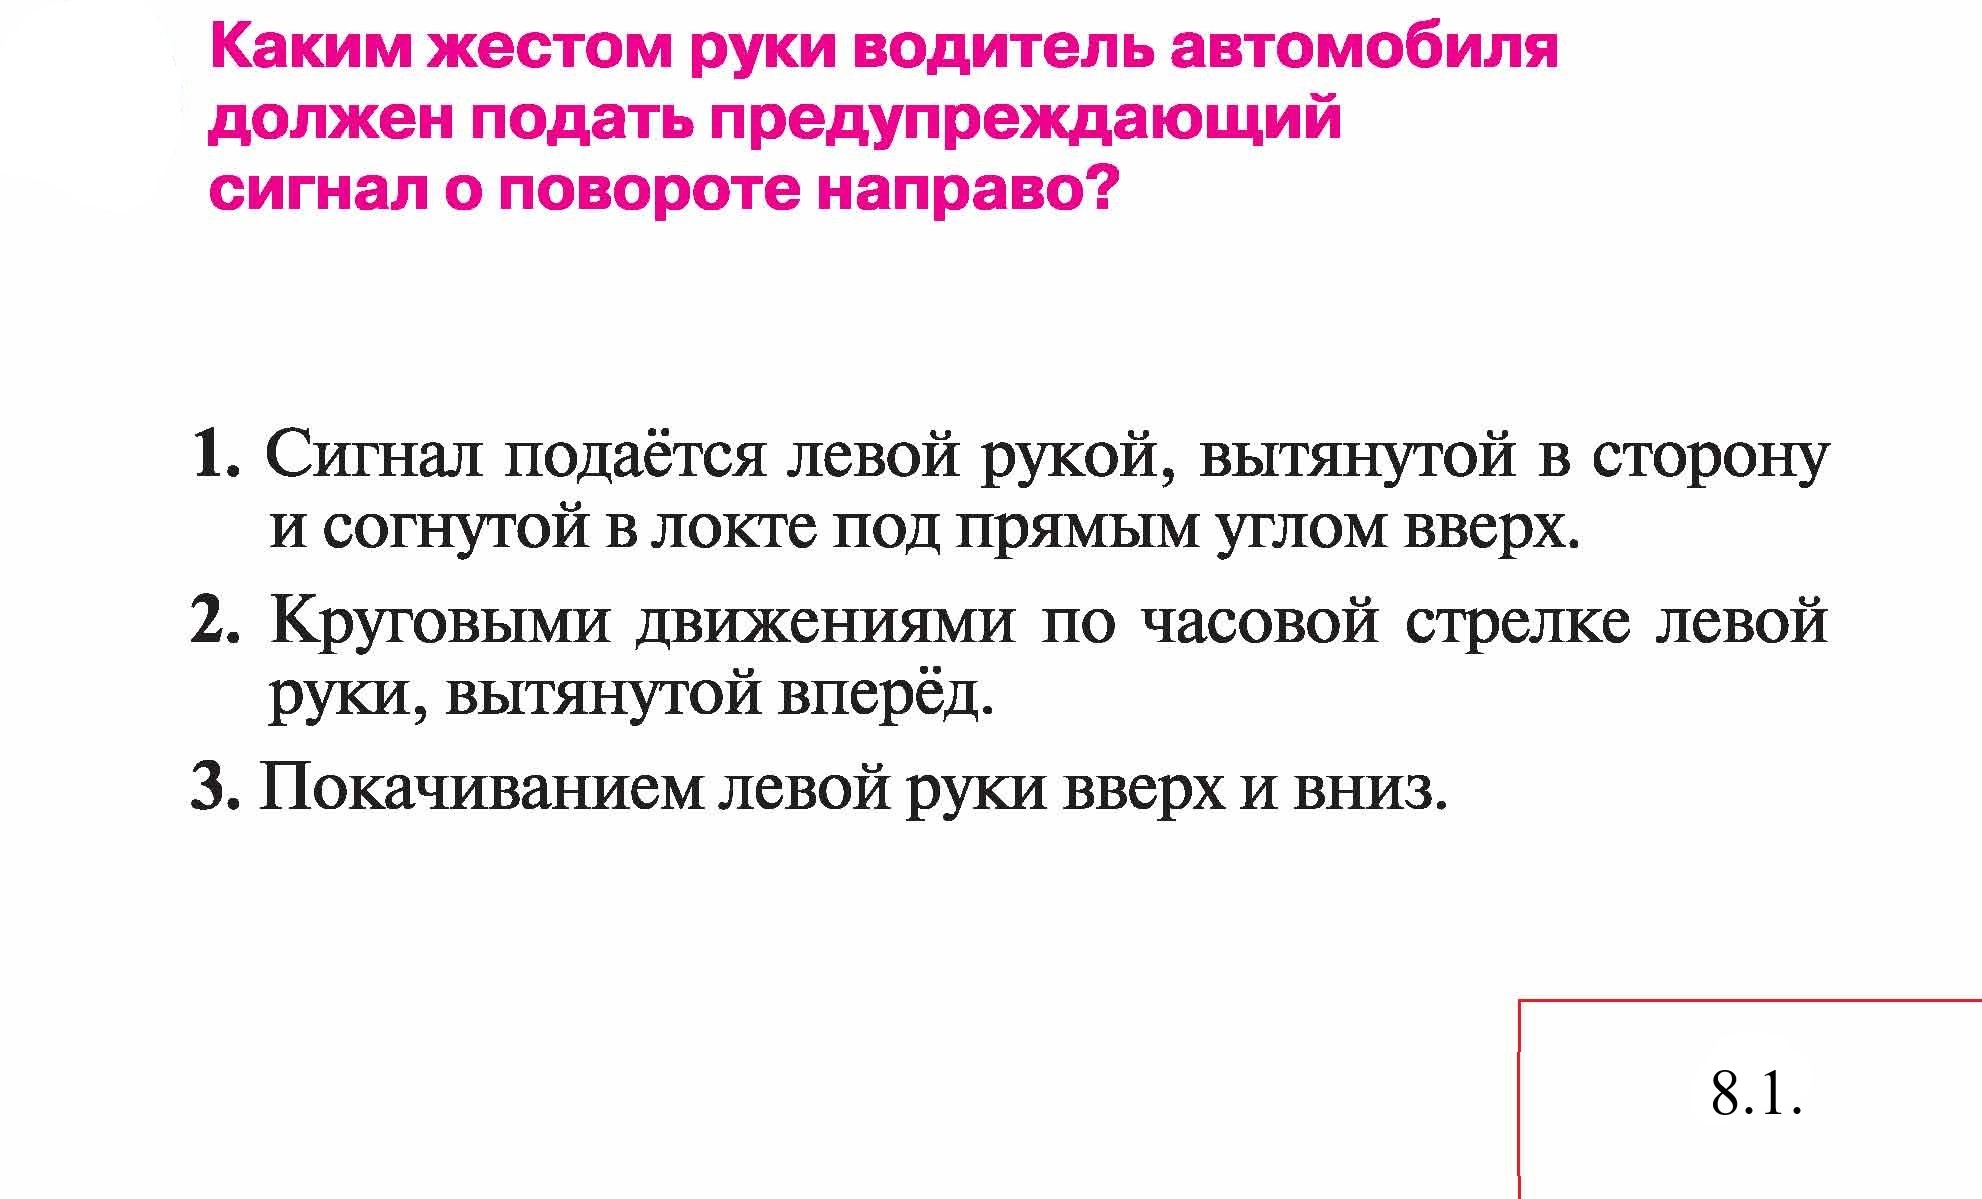 Каким жестом руки водитель автомобиля
должен подать предупреждающий
сигнал о повороте направо?
1. Сигнал подаётся левой рукой, вытянутой в сторону
и согнутой в локте под прямым углом вверх.
2. Круговыми движениями по часовой стрелке левой
руки, вытянутой вперёд.
3. Покачиванием левой руки вверх и вниз.
8.1.